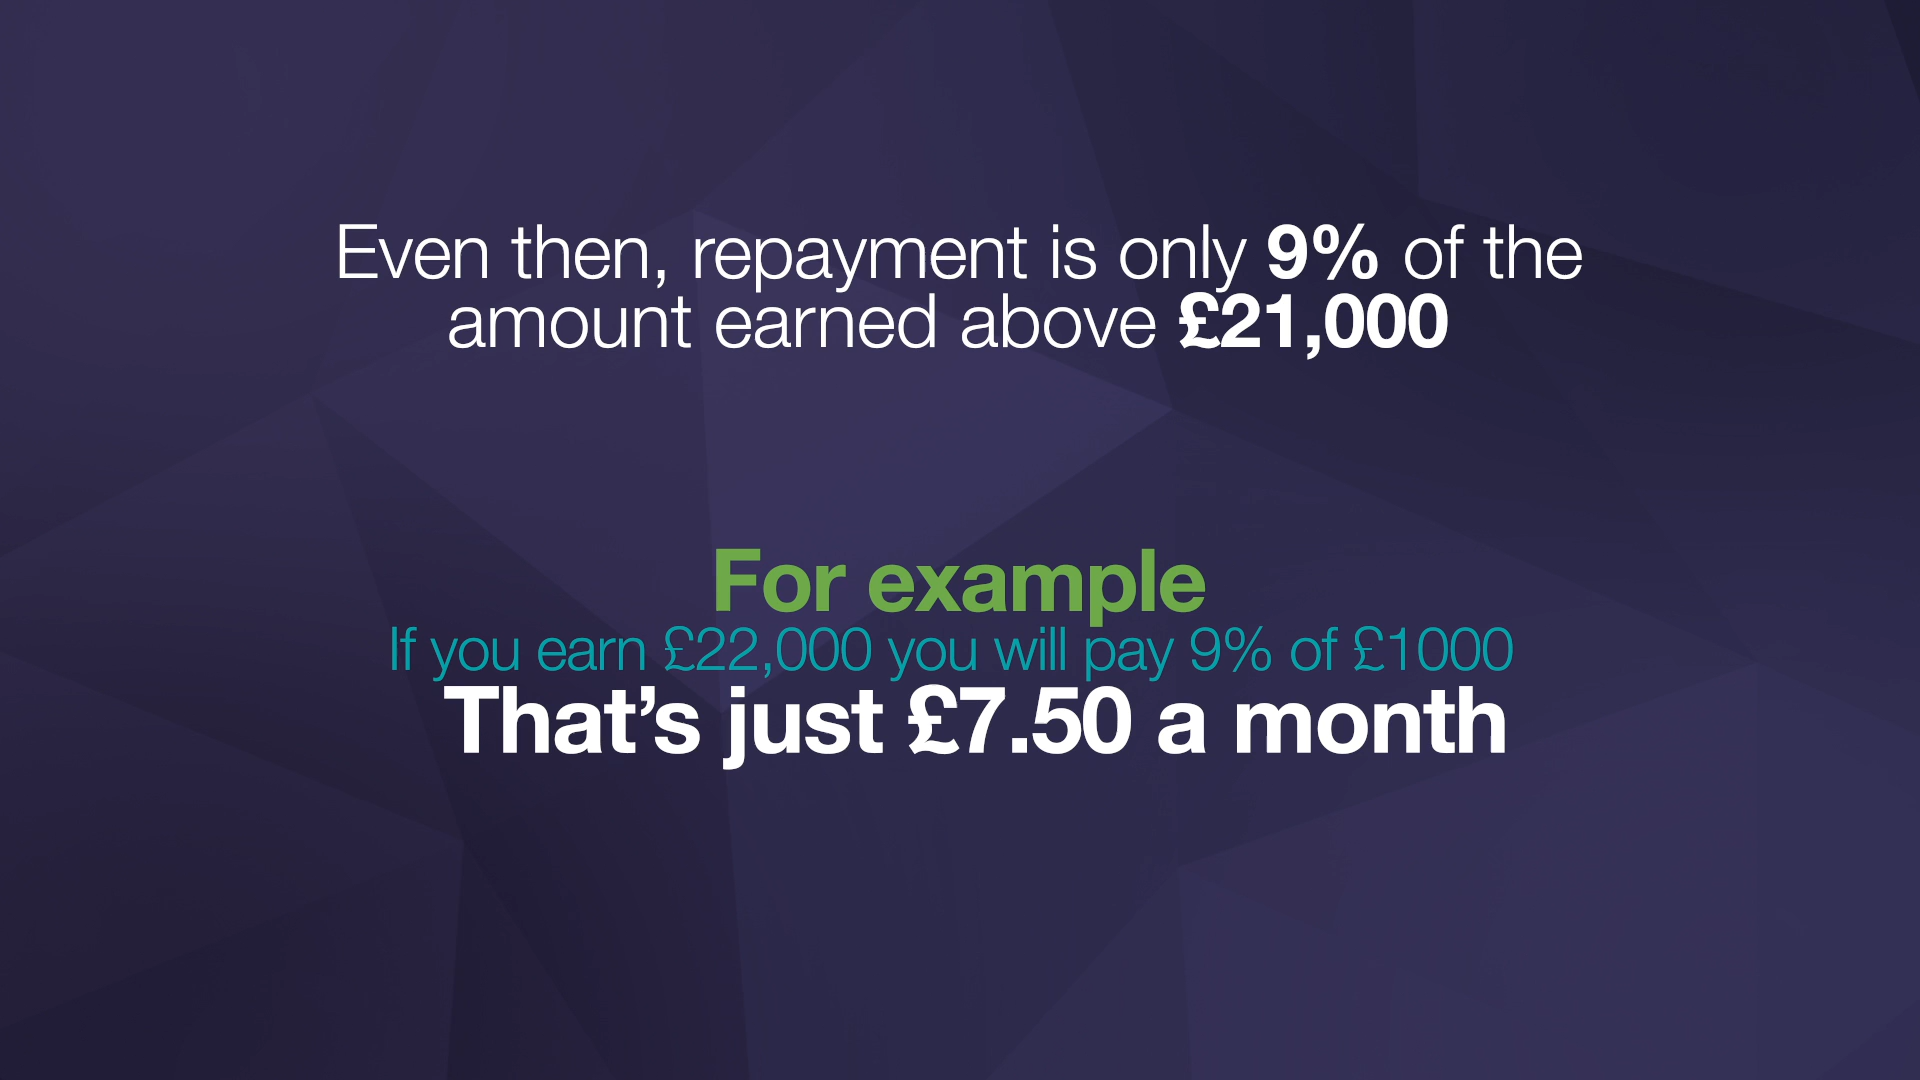 Even then, repayment is only 9% of the
amount earned above £21,000
For example
If you earn £22,000 you will pay 9% of £1000
That’s just £7.50 a month